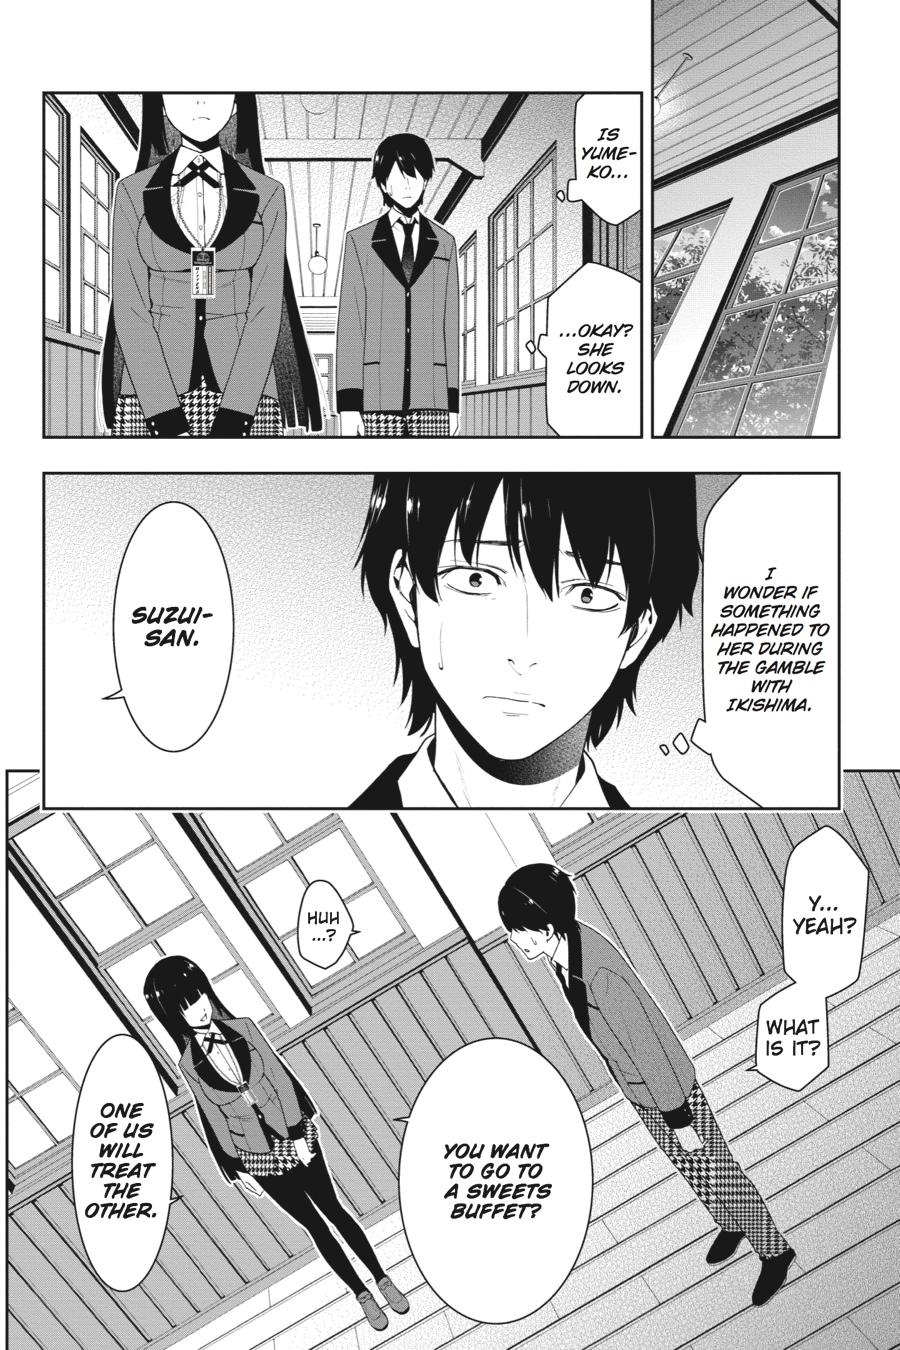 IS
YUME-
KO...
...OKAY?
SHE
LOOKS
DOWN.
I
WONDER IF
SOMETHING
HAPPENED TO
HER DURING
THE GAMBLE
WITH
IKISHIMA.
SUZUI-
SAN.
Y...
YEAH?
WHAT
IS IT?
HUH
...?
YOU WANT
TO GO TO
A SWEETS
BUFFET?
ONE
OF US
WILL
TREAT
THE
OTHER.